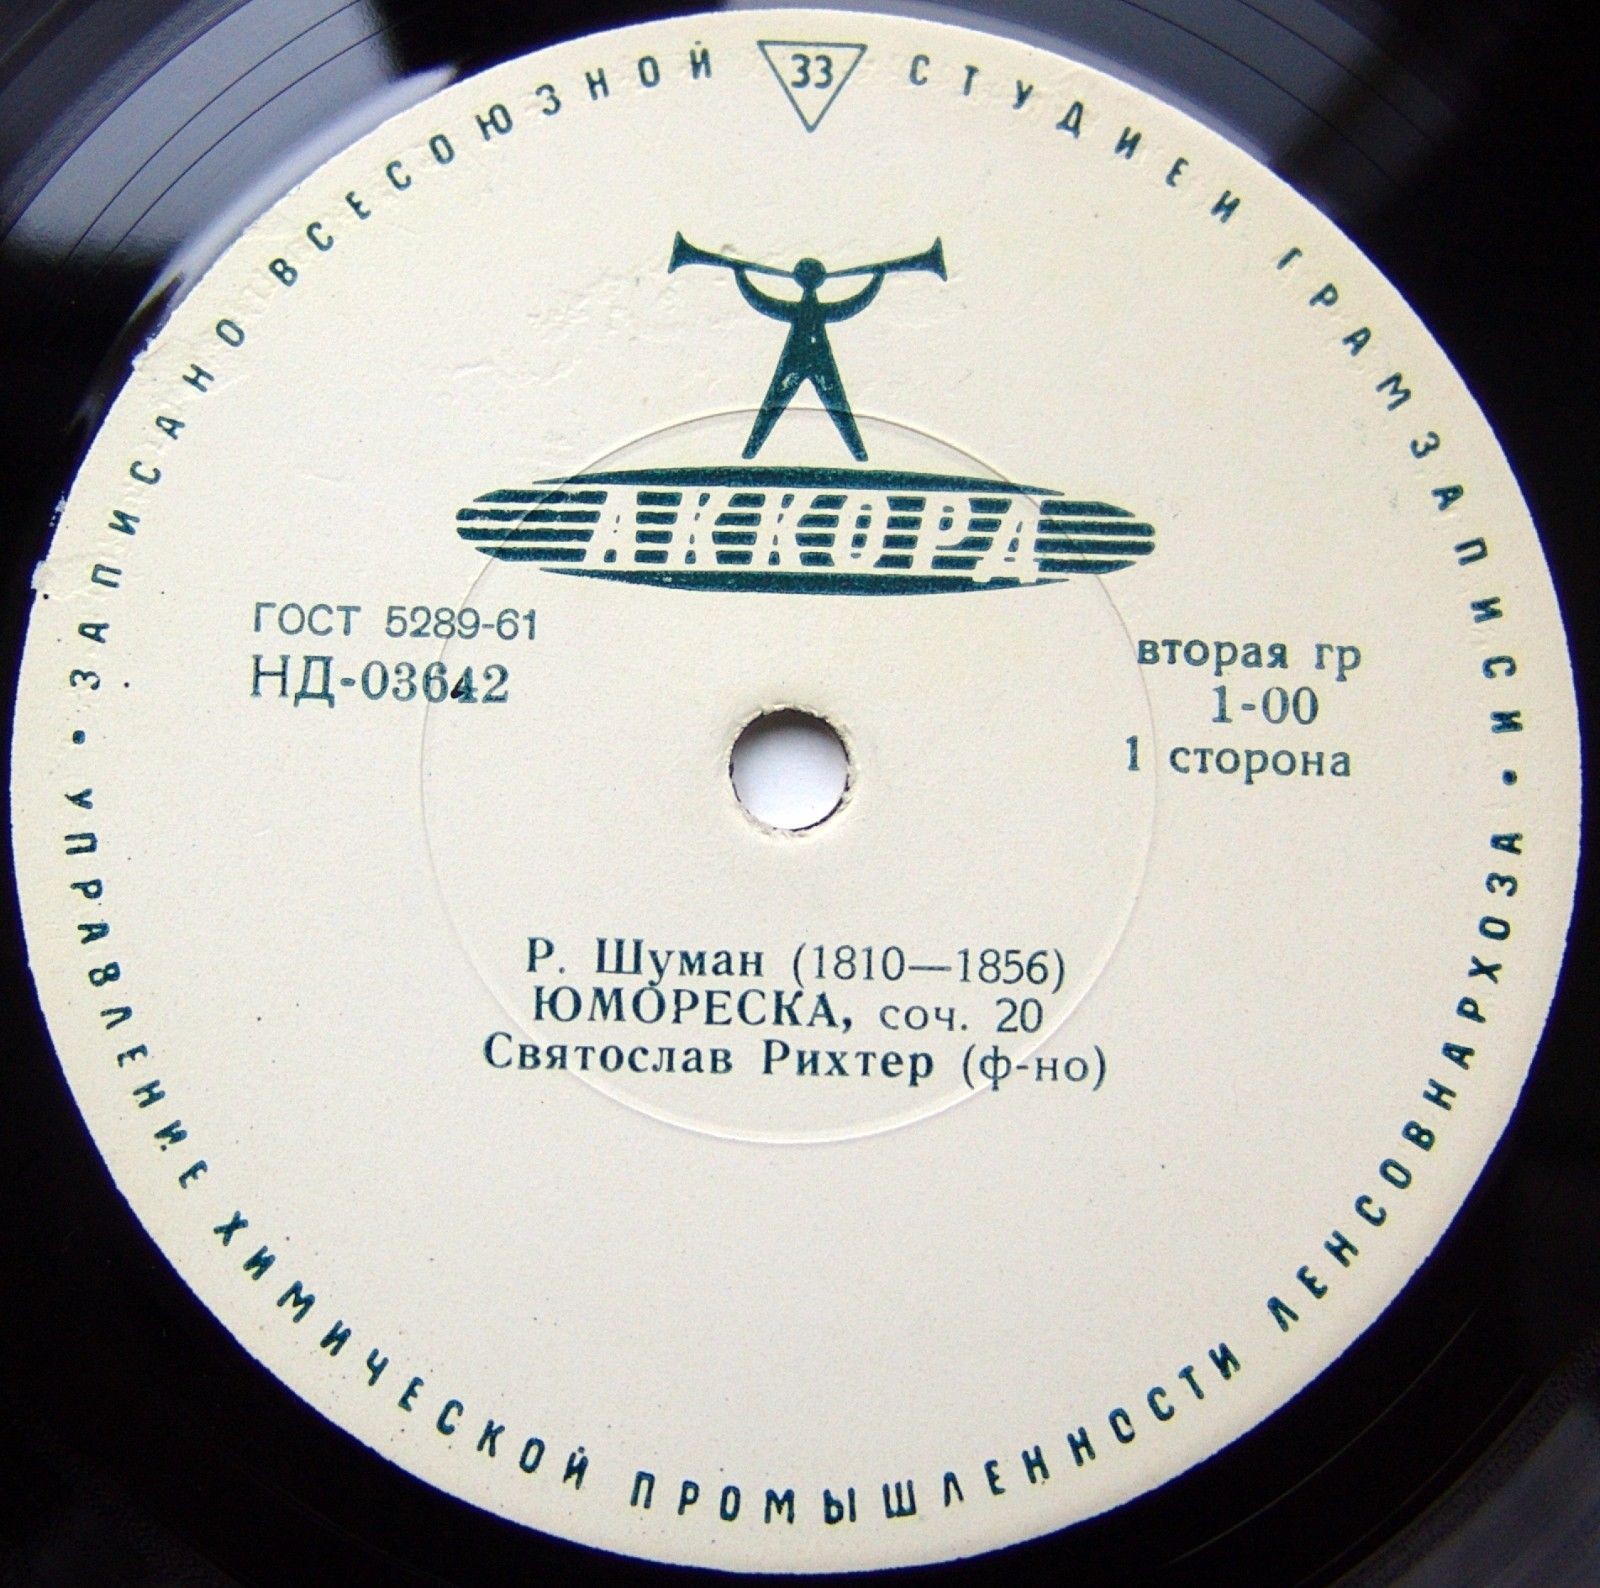 ЗАПИСАНО ВСЕСОЮЗНОЙ 33 СТУДИЕЙ ГРАМЗАПИСИ •
АККОРД
ГОСТ 5289-61
НД-03642
вторая гр
1-00
1 сторона
Р. Шуман (1810—1856)
ЮМОРЕСКА, соч. 20
Святослав Рихтер (ф-но)
УПРАВЛЕНИЕ ХИМИЧЕСКОЙ ПРОМЫШЛЕННОСТИ ЛЕНСОВНАРХОЗА •